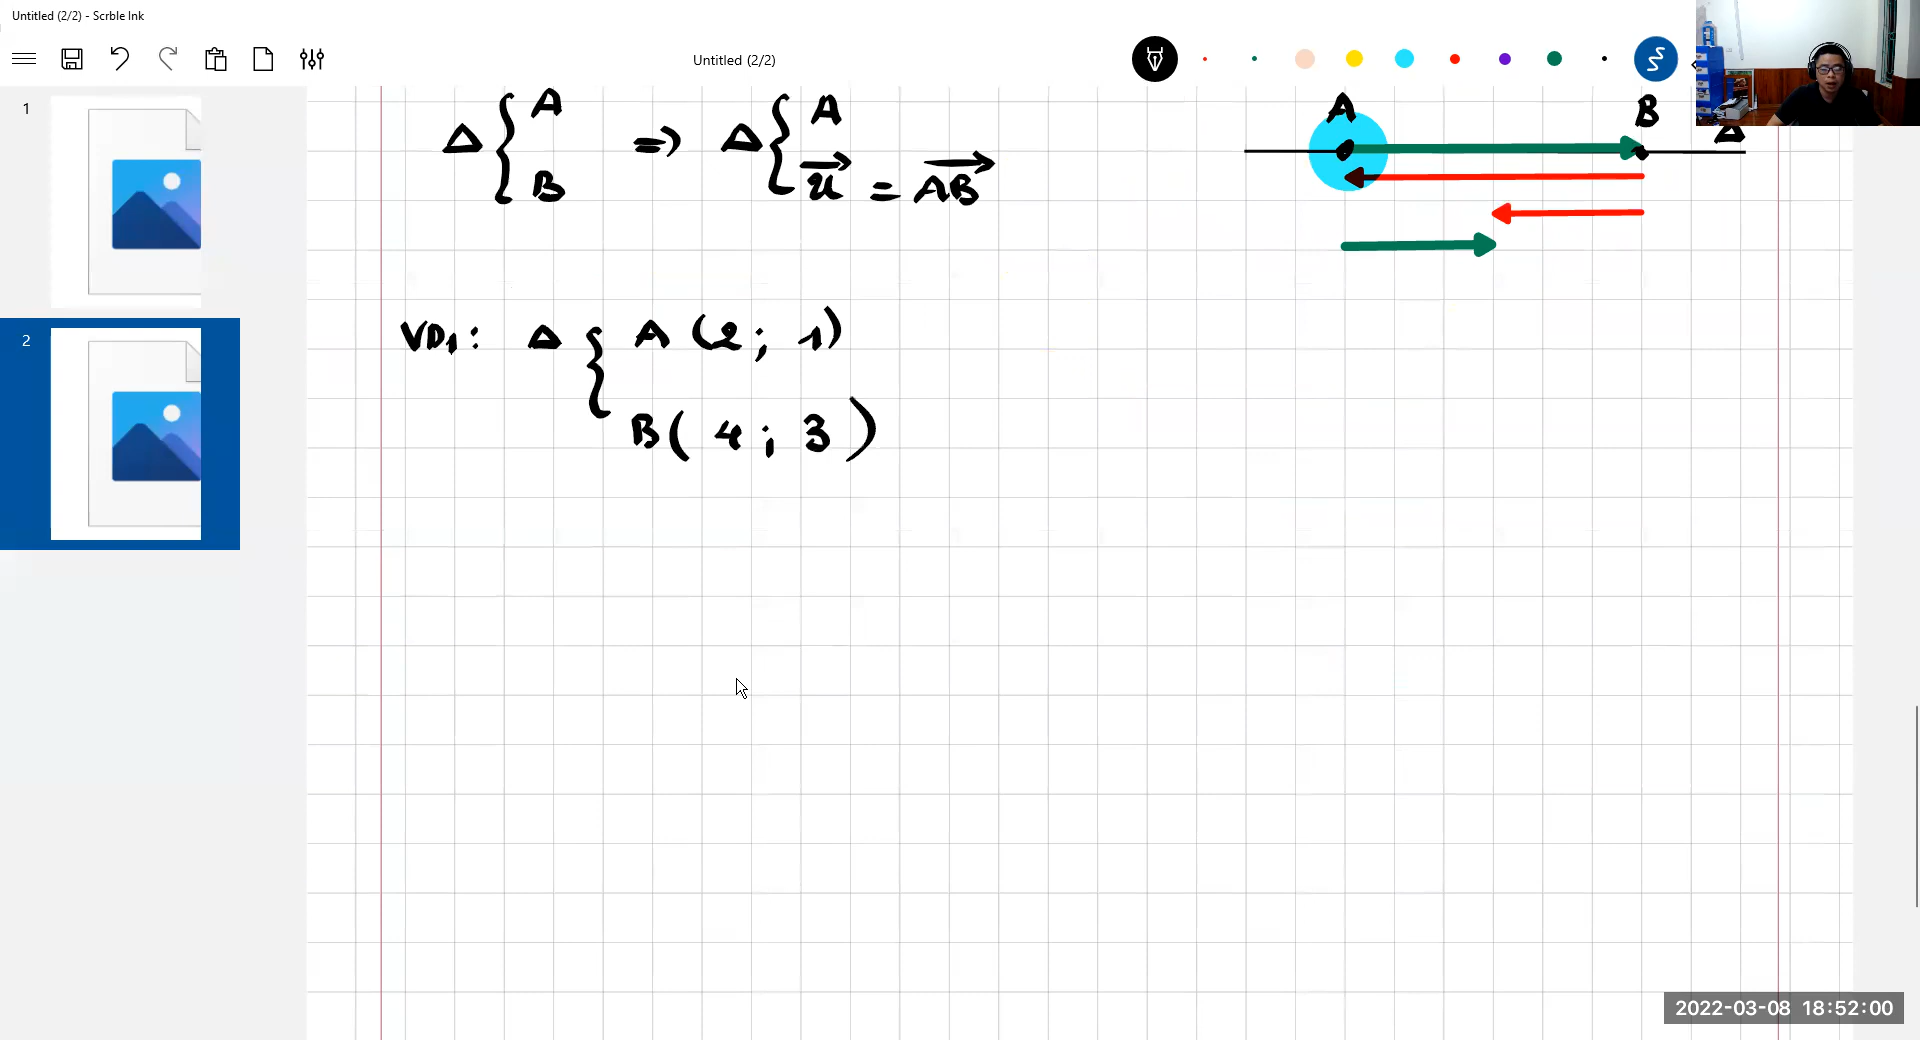 Untitled (2/2) - Scrble Ink
Untitled (2/2)
1
2
Δ { A
B
=> Δ { A
u⃗ = A⃗B⃗
A B
Δ
VD1: Δ { A (2; 1)
B( 4; 3 )
2022-03-08 18:52:00